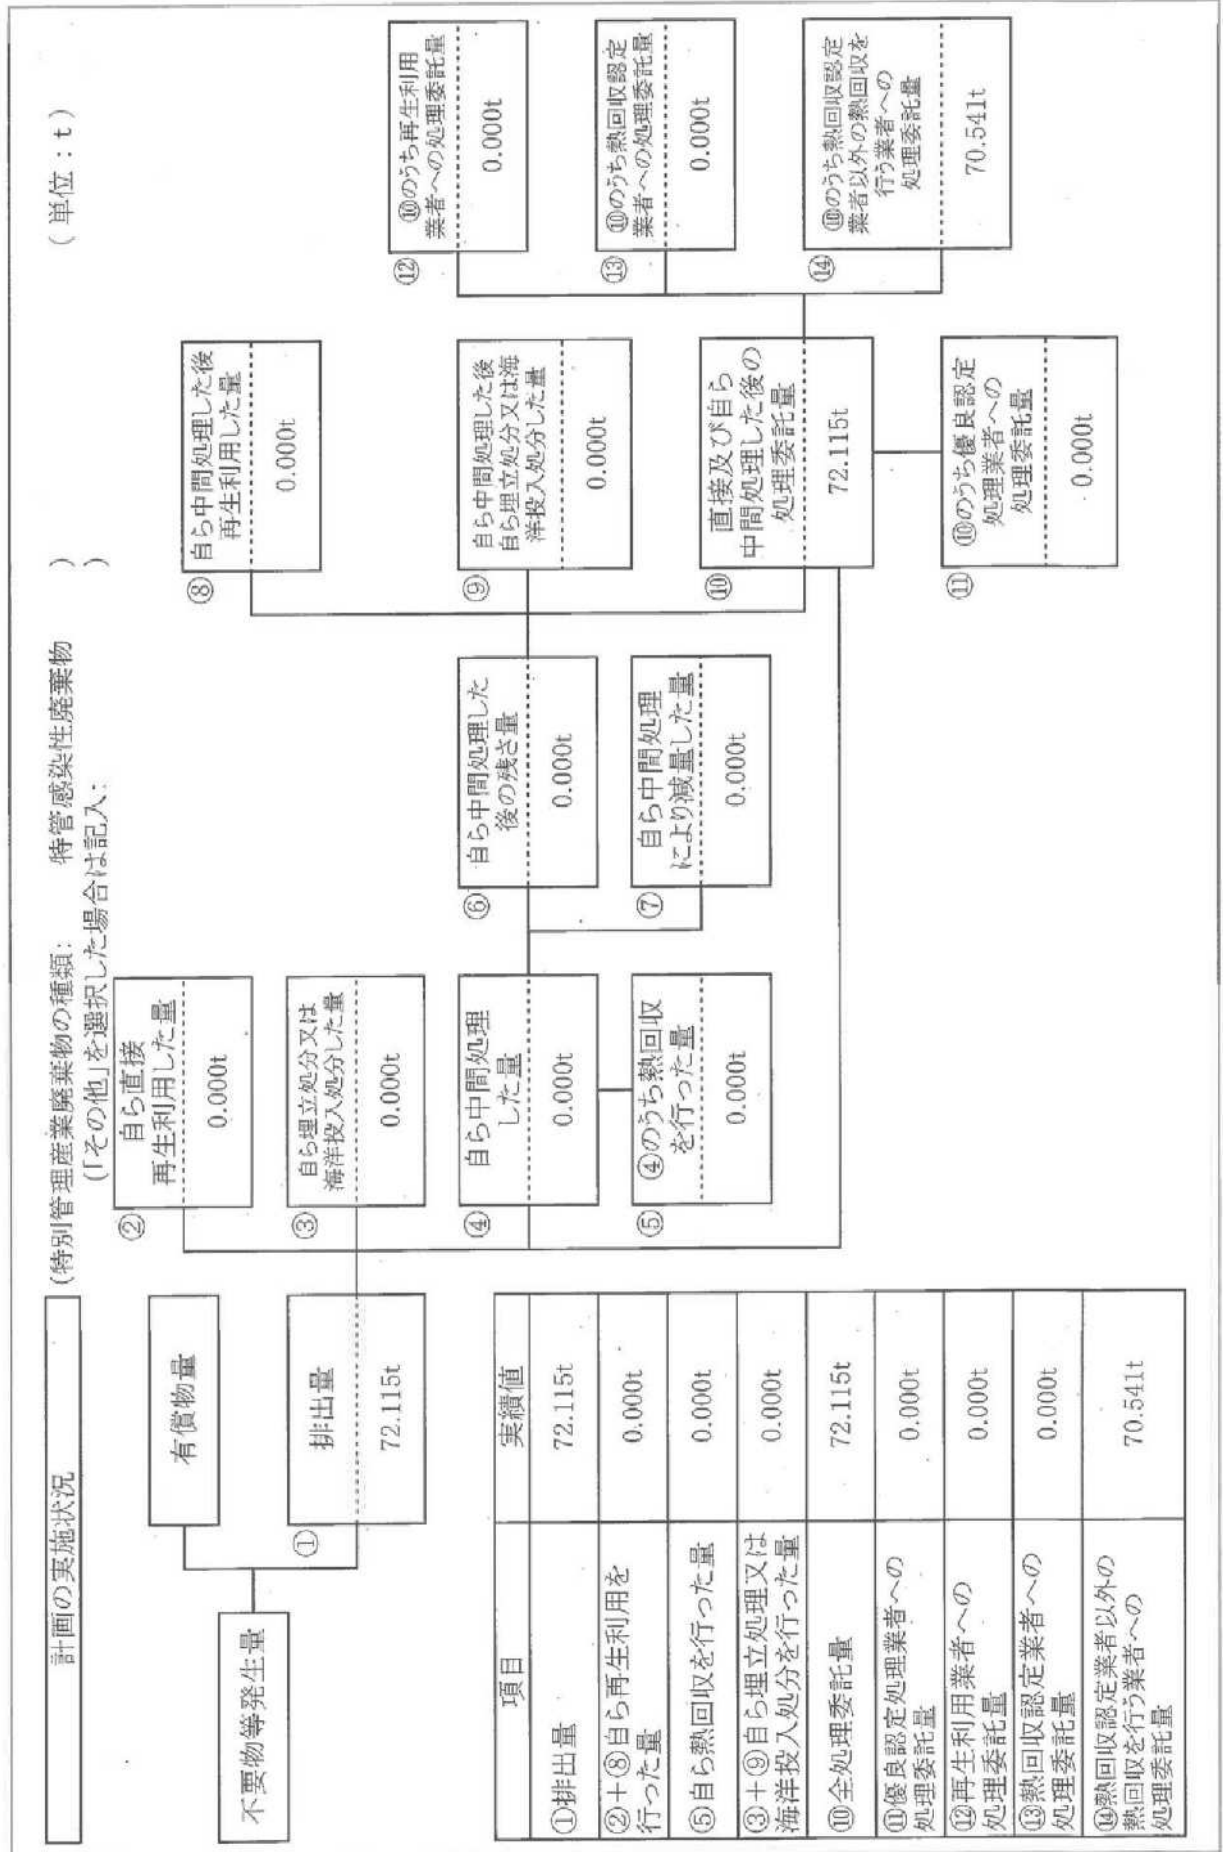 計画の実施状況
(特別管理産業廃棄物の種類: 特管感染性廃棄物 )
(「その他」を選択した場合は記入: )
(単位:t)
不要物等発生量
有償物量
①
排出量
72.115t
②
自ら直接
再生利用した量
0.000t
③
自ら埋立処分又は
海洋投入処分した量
0.000t
④
自ら中間処理
した量
0.000t
⑤
④のうち熱回収
を行った量
0.000t
⑥
自ら中間処理した
後の残さ量
0.000t
⑦
自ら中間処理
により減量した量
0.000t
⑧
自ら中間処理した後
再生利用した量
0.000t
⑨
自ら中間処理した後
自ら埋立処分又は海
洋投入処分した量
0.000t
⑩
直接及び自ら
中間処理した後の
処理委託量
72.115t
⑪
⑩のうち優良認定
処理業者への
処理委託量
0.000t
⑫
⑩のうち再生利用
業者への処理委託量
0.000t
⑬
⑩のうち熱回収認定
業者への処理委託量
0.000t
⑭
⑩のうち熱回収認定
業者以外の熱回収を
行う業者への
処理委託量
70.541t
項目 実績値
①排出量 72.115t
②+⑧自ら再生利用を
行った量 0.000t
⑤自ら熱回収を行った量 0.000t
③+⑨自ら埋立処理又は
海洋投入処分を行った量 0.000t
⑩全処理委託量 72.115t
⑪優良認定処理業者への
処理委託量 0.000t
⑫再生利用業者への
処理委託量 0.000t
⑬熱回収認定業者への
処理委託量 0.000t
⑭熱回収認定業者以外の
熱回収を行う業者への
処理委託量 70.541t